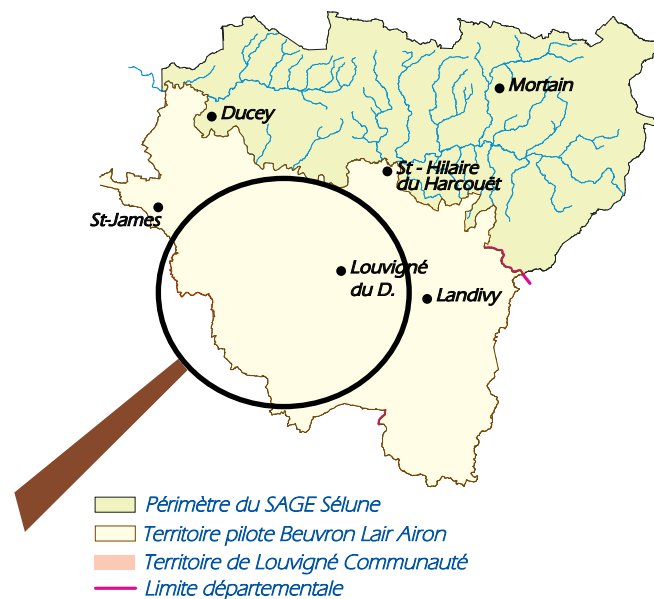 Mortain
Ducey
St - Hilaire
du Harcouët
St-James
Louvigné
du D.
Landivy
Périmètre du SAGE Sélune
Territoire pilote Beuvron Lair Airon
Territoire de Louvigné Communauté
Limite départementale